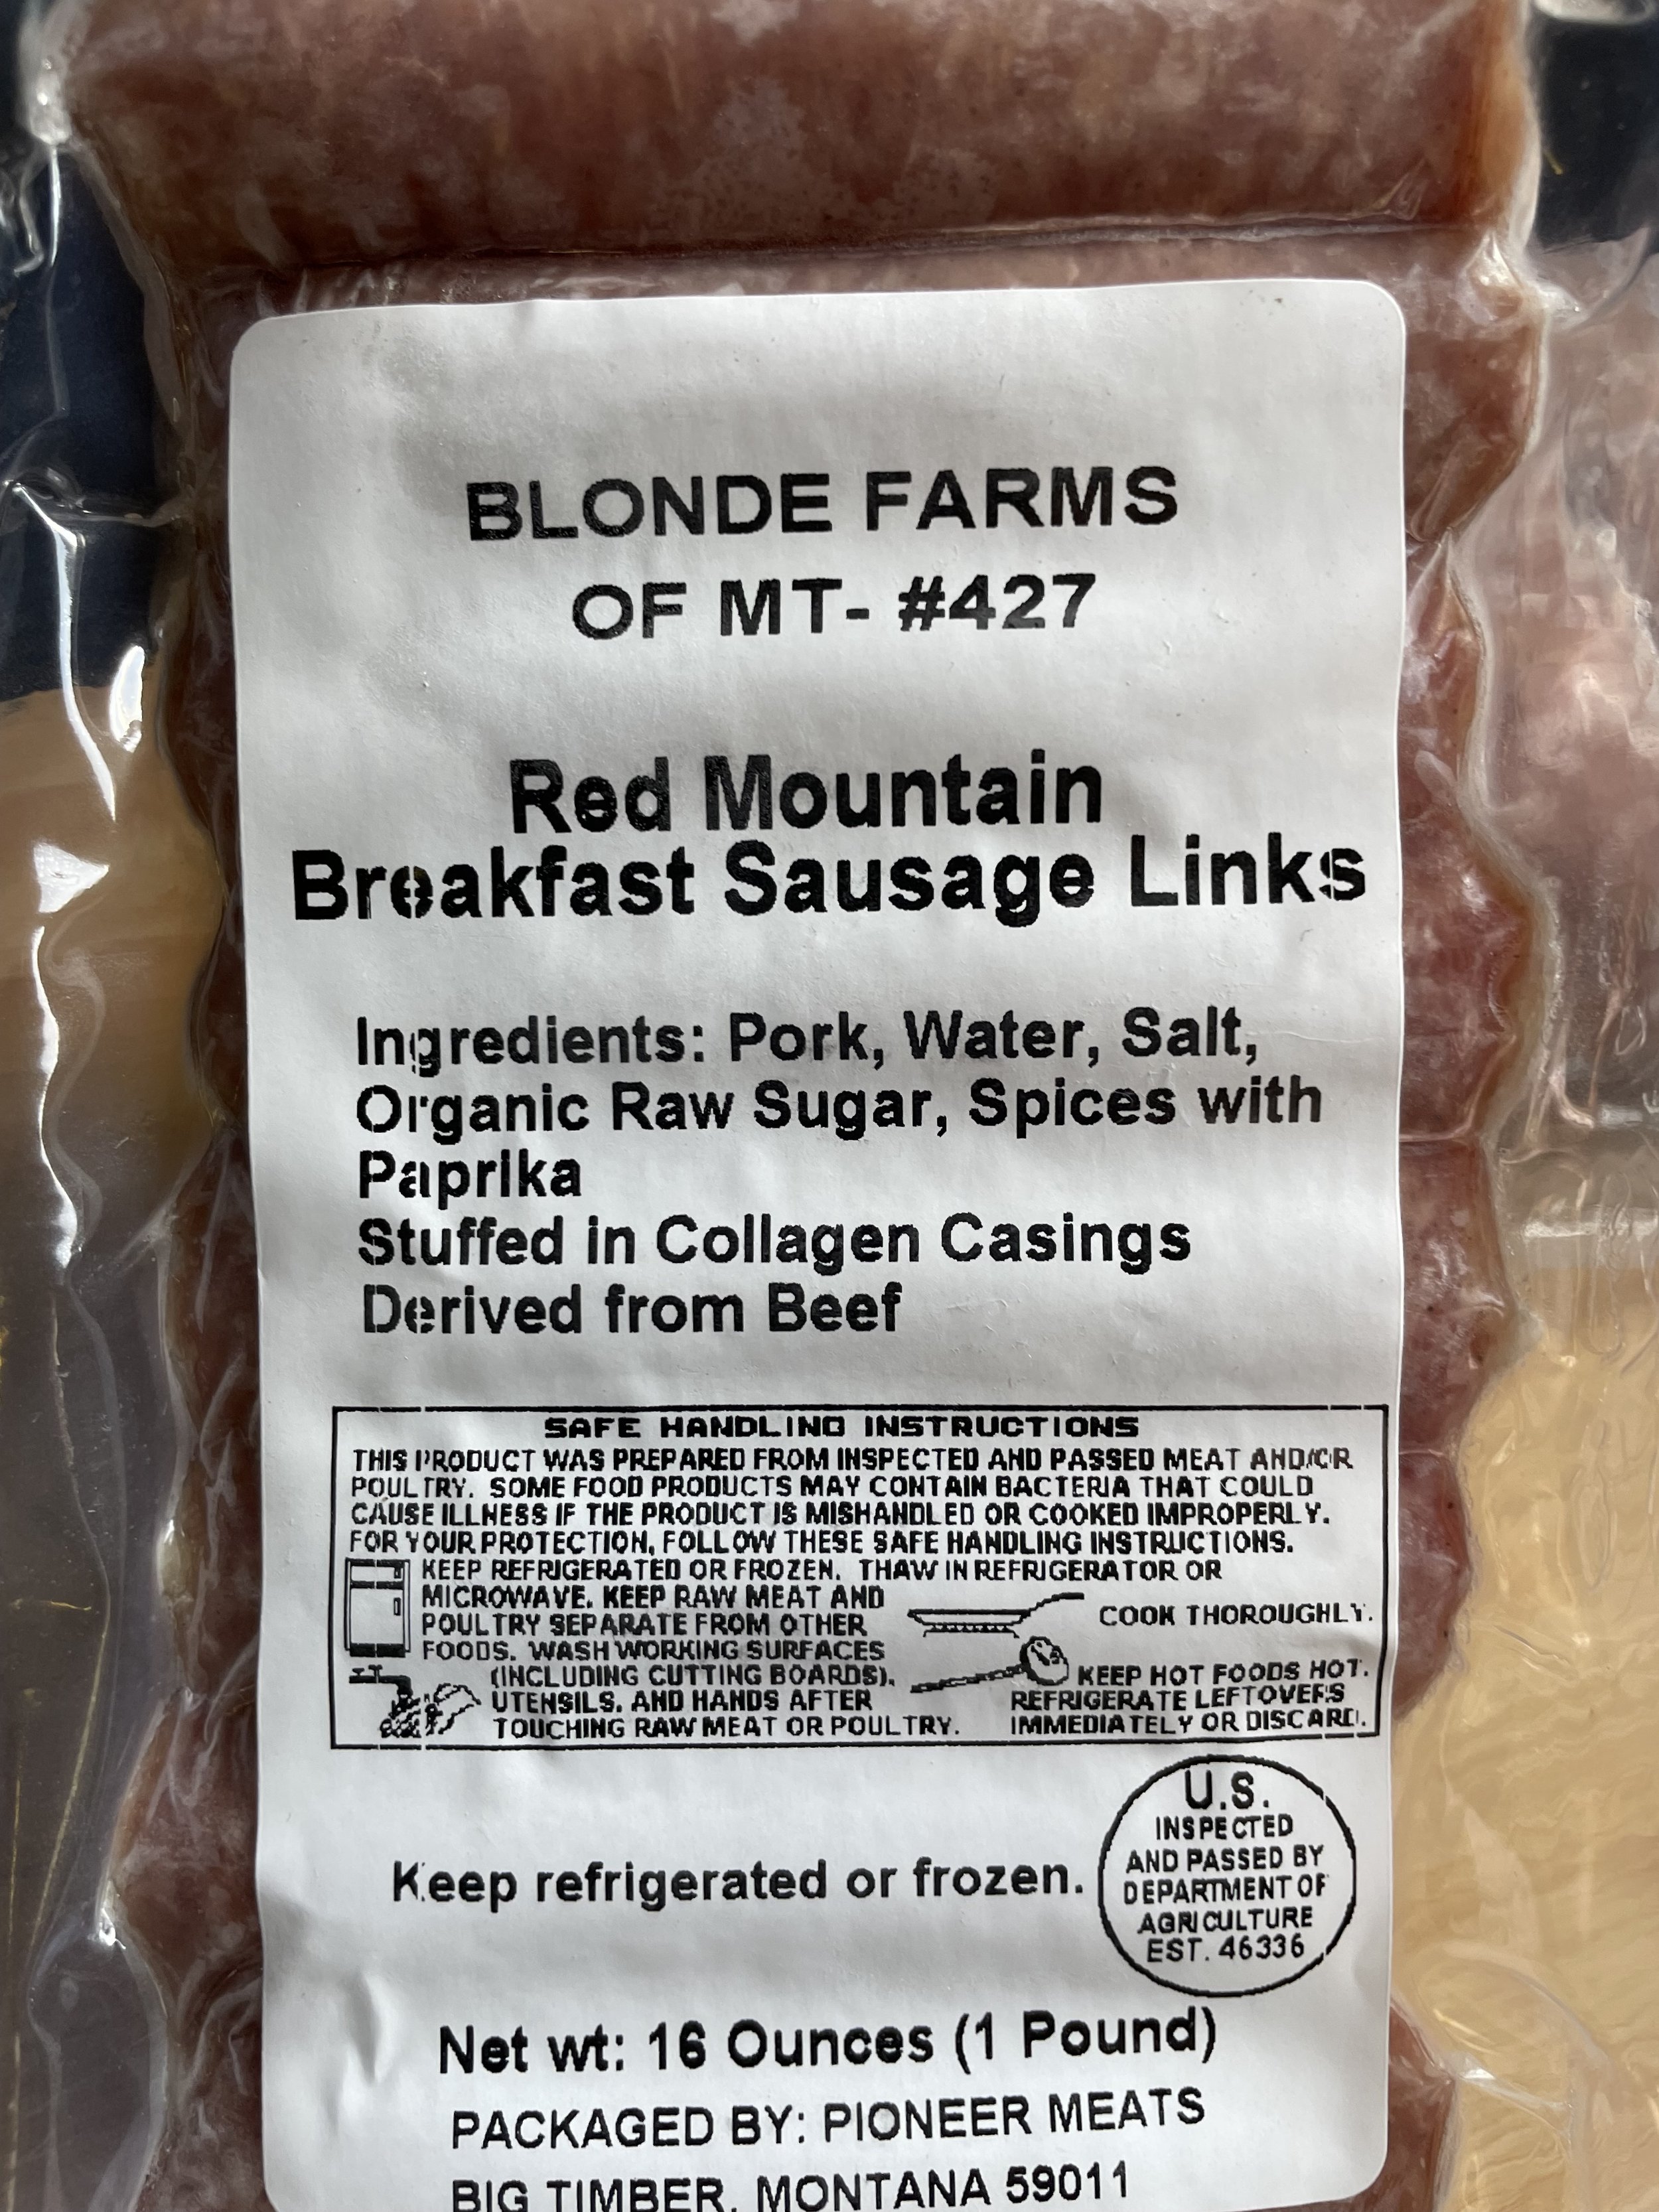 BLONDE FARMS
OF MT- #427
Red Mountain
Breakfast Sausage Links
Ingredients: Pork, Water, Salt,
Organic Raw Sugar, Spices with
Paprika
Stuffed in Collagen Casings
Derived from Beef
SAFE HANDLING INSTRUCTIONS
THIS PRODUCT WAS PREPARED FROM INSPECTED AND PASSED MEAT AND/OR
POULTRY. SOME FOOD PRODUCTS MAY CONTAIN BACTERIA THAT COULD
CAUSE ILLNESS IF THE PRODUCT IS MISHANDLED OR COOKED IMPROPERLY.
FOR YOUR PROTECTION, FOLLOW THESE SAFE HANDLING INSTRUCTIONS.
KEEP REFRIGERATED OR FROZEN. THAW IN REFRIGERATOR OR
MICROWAVE. KEEP RAW MEAT AND
POULTRY SEPARATE FROM OTHER
FOODS. WASH WORKING SURFACES
(INCLUDING CUTTING BOARDS),
UTENSILS, AND HANDS AFTER
TOUCHING RAW MEAT OR POULTRY.
COOK THOROUGHLY.
KEEP HOT FOODS HOT.
REFRIGERATE LEFTOVERS
IMMEDIATELY OR DISCARD.
Keep refrigerated or frozen.
U.S.
INSPECTED
AND PASSED BY
DEPARTMENT OF
AGRICULTURE
EST. 46336
Net wt: 16 Ounces (1 Pound)
PACKAGED BY: PIONEER MEATS
BIG TIMBER, MONTANA 59011